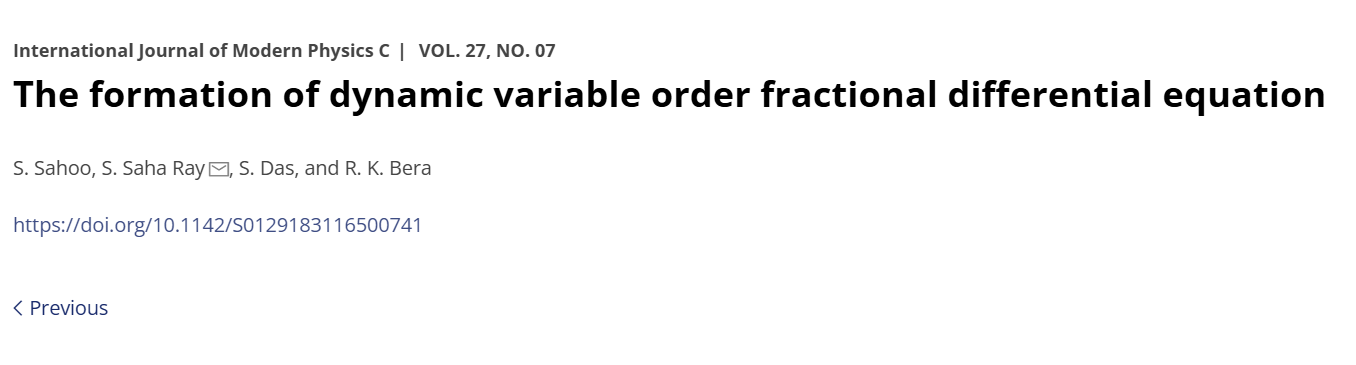 International Journal of Modern Physics C | VOL. 27, NO. 07
The formation of dynamic variable order fractional differential equation
S. Sahoo, S. Saha Ray, S. Das, and R. K. Bera
https://doi.org/10.1142/S0129183116500741
< Previous